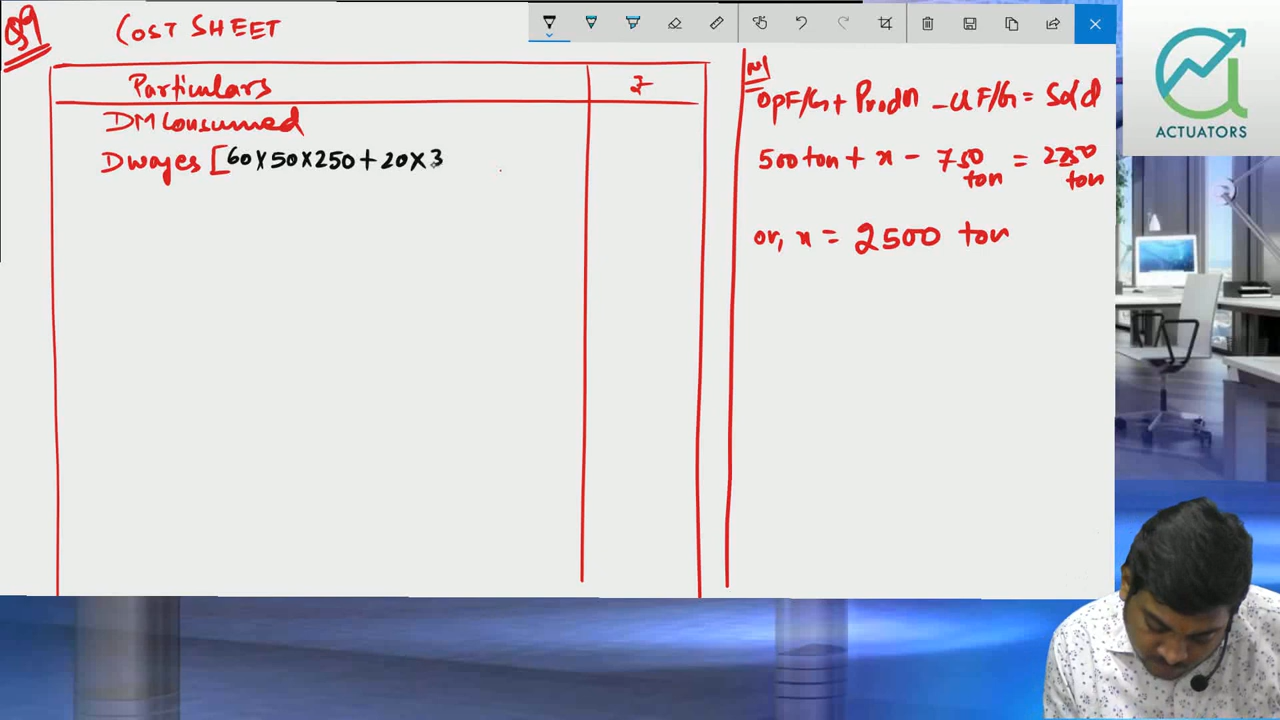 Q9
COST SHEET
Particulars ₹
DM Consumed
D wages [60×50×250+20×3
N1
OpF/G+ Prodn - Cl F/G = Sold
500 ton + x - 750 ton = 2250 ton
or, x = 2500 ton
ACTUATORS